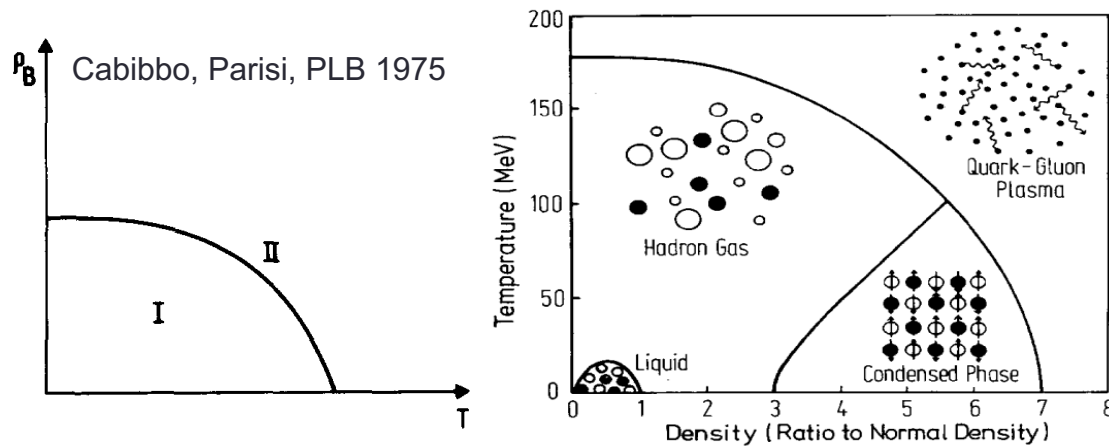 ρ_B
Cabibbo, Parisi, PLB 1975
II
I
T
Temperature (MeV)
200
150
100
50
0
Quark-Gluon
Plasma
Hadron Gas
Liquid
Condensed Phase
0 1 2 3 4 5 6 7 8
Density (Ratio to Normal Density)